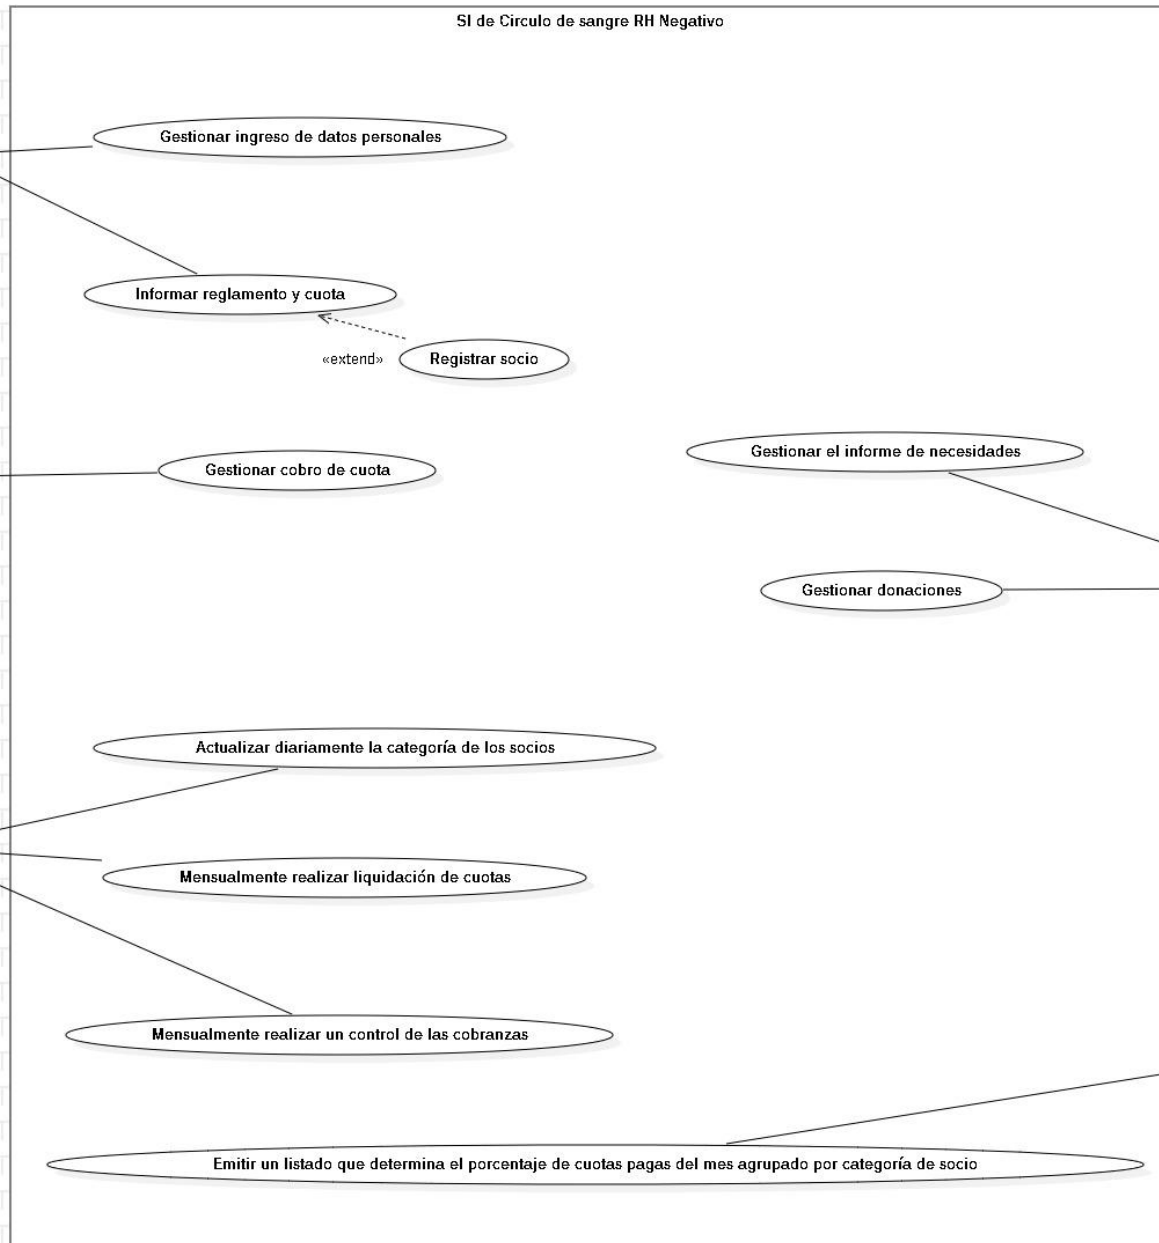 SI de Circulo de sangre RH Negativo
Gestionar ingreso de datos personales
Informar reglamento y cuota
«extend»
Registrar socio
Gestionar cobro de cuota
Gestionar el informe de necesidades
Gestionar donaciones
Actualizar diariamente la categoría de los socios
Mensualmente realizar liquidación de cuotas
Mensualmente realizar un control de las cobranzas
Emitir un listado que determina el porcentaje de cuotas pagas del mes agrupado por categoría de socio